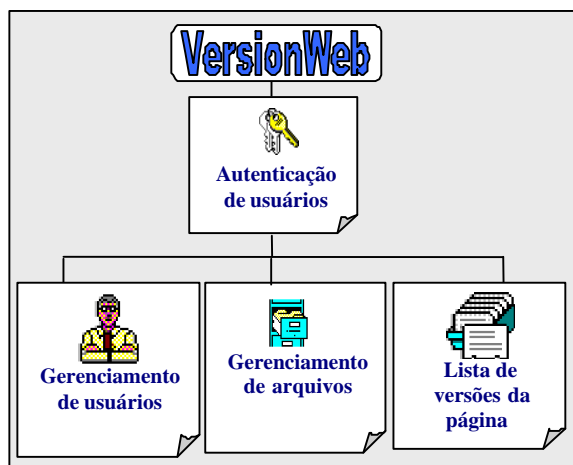 VersionWeb
Autenticação
de usuários
Gerenciamento
de usuários
Gerenciamento
de arquivos
Lista de
versões da
página